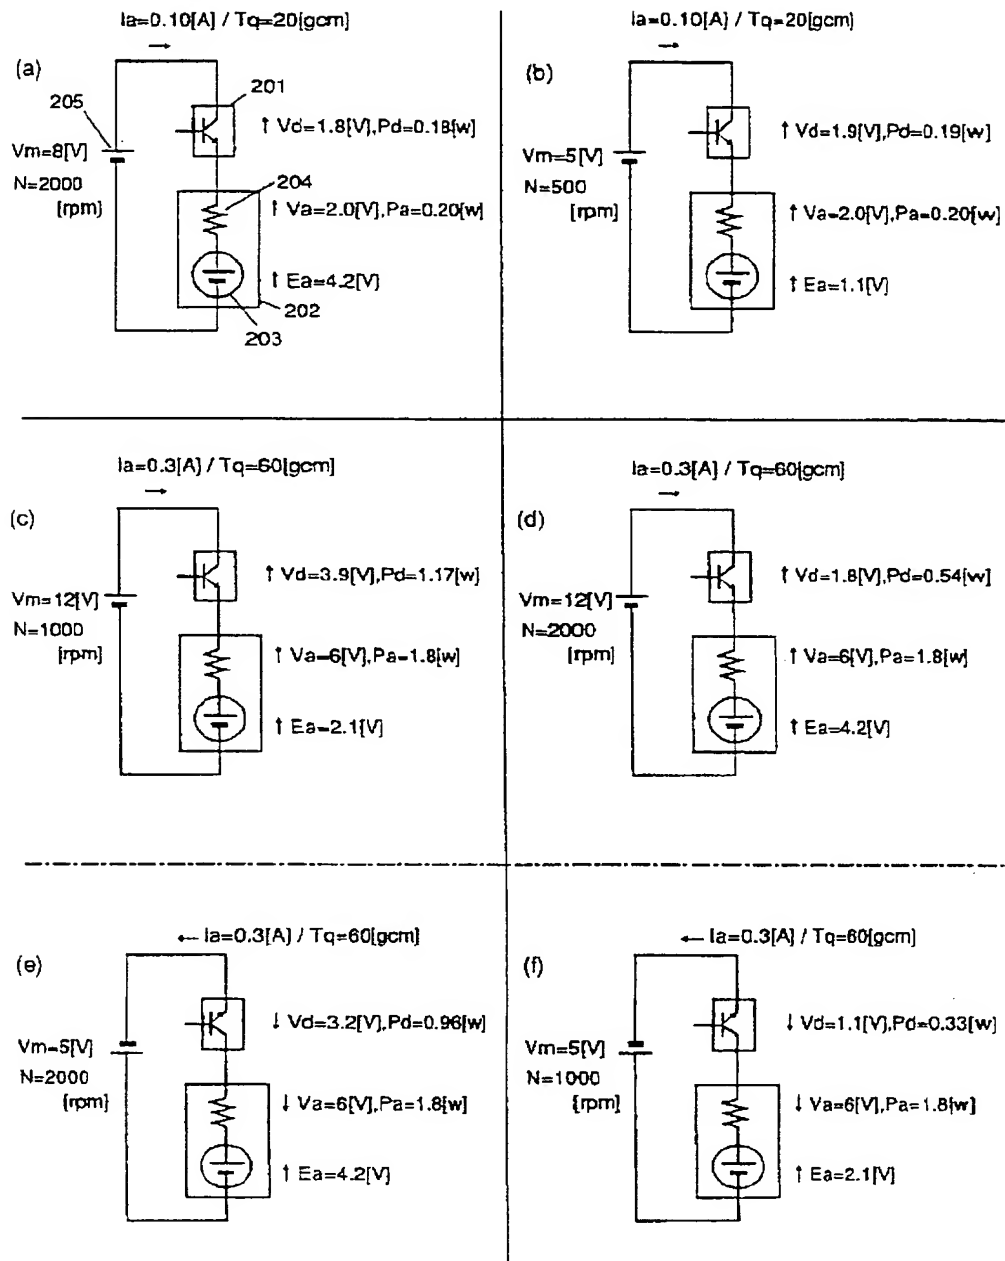 Ia=0.10[A] / Tq=20[gcm]
→
(a)
201
205
↑ Vd=1.8[V],Pd=0.18[w]
Vm=8[V]
N=2000
[rpm]
204
↑ Va=2.0[V],Pa=0.20[w]
↑ Ea=4.2[V]
202
203
Ia=0.10[A] / Tq=20[gcm]
→
(b)
↑ Vd=1.9[V],Pd=0.19[w]
Vm=5[V]
N=500
[rpm]
↑ Va=2.0[V],Pa=0.20[w]
↑ Ea=1.1[V]
Ia=0.3[A] / Tq=60[gcm]
→
(c)
↑ Vd=3.9[V],Pd=1.17[w]
Vm=12[V]
N=1000
[rpm]
↑ Va=6[V],Pa=1.8[w]
↑ Ea=2.1[V]
Ia=0.3[A] / Tq=60[gcm]
→
(d)
↑ Vd=1.8[V],Pd=0.54[w]
Vm=12[V]
N=2000
[rpm]
↑ Va=6[V],Pa=1.8[w]
↑ Ea=4.2[V]
← Ia=0.3[A] / Tq=60[gcm]
(e)
↓ Vd=3.2[V],Pd=0.96[w]
Vm=5[V]
N=2000
[rpm]
↓ Va=6[V],Pa=1.8[w]
↑ Ea=4.2[V]
← Ia=0.3[A] / Tq=60[gcm]
(f)
↓ Vd=1.1[V],Pd=0.33[w]
Vm=5[V]
N=1000
[rpm]
↓ Va=6[V],Pa=1.8[w]
↑ Ea=2.1[V]